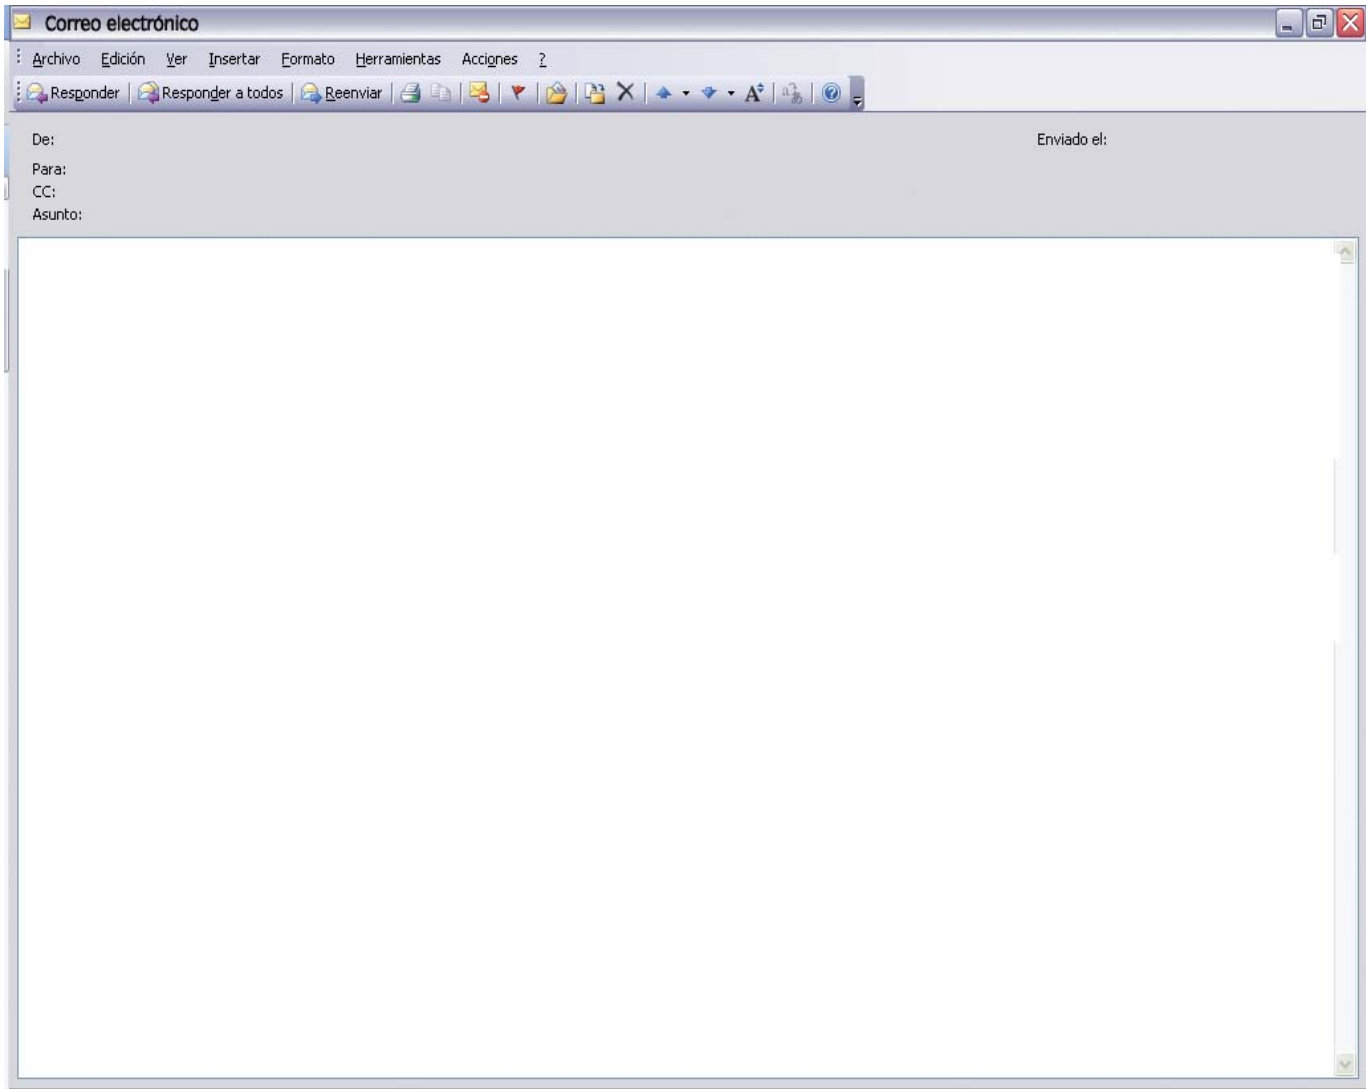 Correo electrónico
Archivo Edición Ver Insertar Formato Herramientas Acciones ?
Responder Responder a todos Reenviar
De: Enviado el:
Para:
CC:
Asunto: